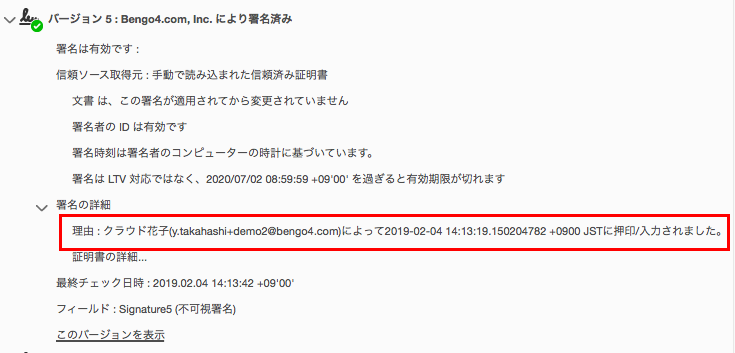 バージョン 5 : Bengo4.com, Inc. により署名済み
署名は有効です :
信頼ソース取得元 : 手動で読み込まれた信頼済み証明書
文書 は、この署名が適用されてから変更されていません
署名者の ID は有効です
署名時刻は署名者のコンピューターの時計に基づいています。
署名は LTV 対応ではなく、2020/07/02 08:59:59 +09'00' を過ぎると有効期限が切れます
署名の詳細
理由 : クラウド花子(y.takahashi+demo2@bengo4.com)によって2019-02-04 14:13:19.150204782 +0900 JSTに押印/入力されました。
証明書の詳細...
最終チェック日時 : 2019.02.04 14:13:42 +09'00'
フィールド : Signature5 (不可視署名)
このバージョンを表示